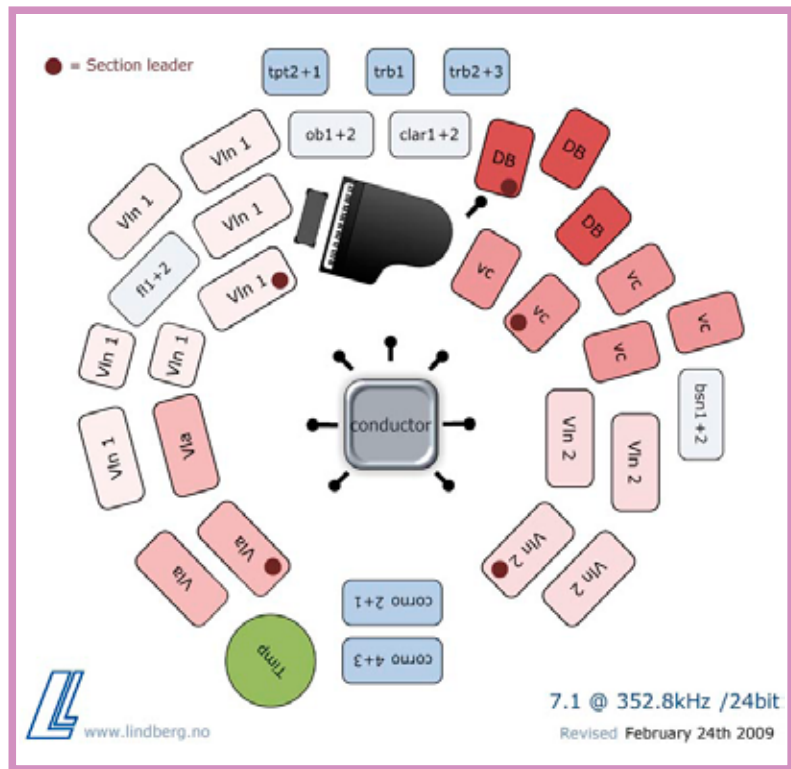 = Section leader
tpt2+1
trb1
trb2+3
ob1+2
clar1+2
Vln 1
DB
DB
Vln 1
Vln 1
DB
fl1+2
Vln 1
vc
vc
vc
Vln 1
Vln 1
vc
vc
conductor
bsn1+2
Vln 1
Vla
Vln 2
Vln 2
Vla
Vla
Vln 2
Vln 2
corno 2+1
corno 4+3
Timp
7.1 @ 352.8kHz /24bit
www.lindberg.no
Revised February 24th 2009